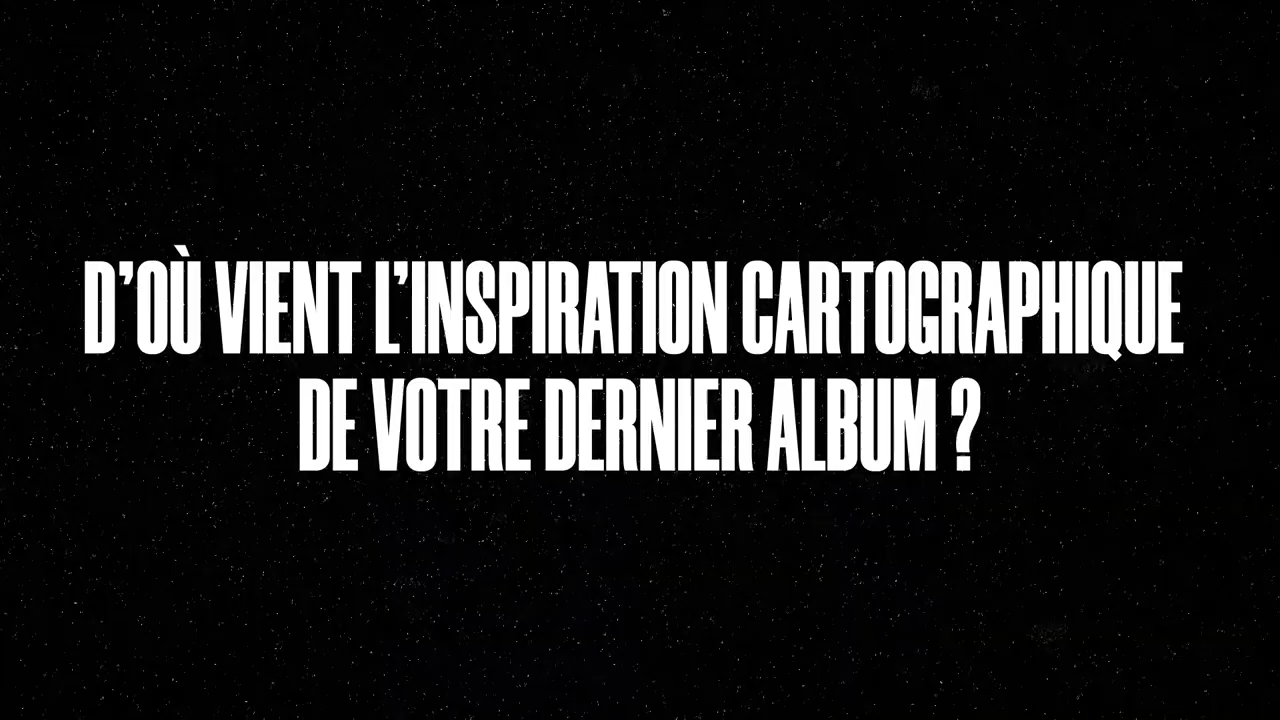 D’OÙ VIENT L’INSPIRATION CARTOGRAPHIQUE
DE VOTRE DERNIER ALBUM ?